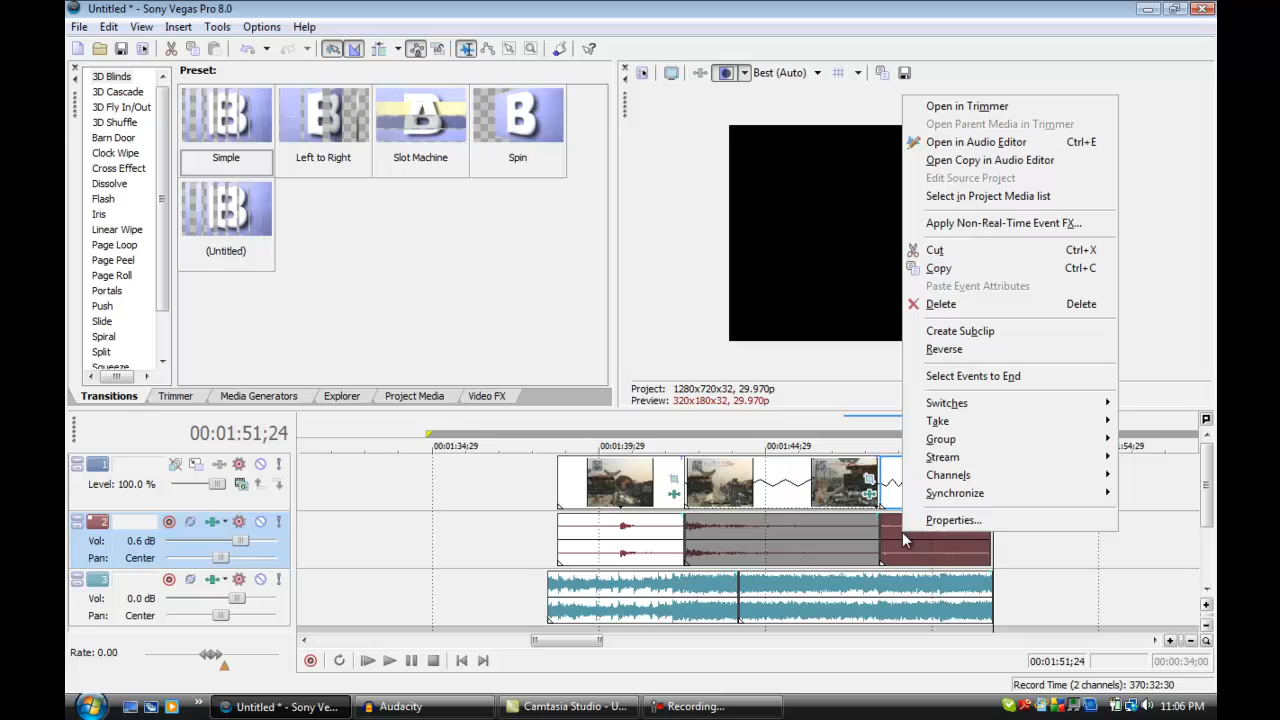 Untitled * - Sony Vegas Pro 8.0
File Edit View Insert Tools Options Help
3D Blinds
3D Cascade
3D Fly In/Out
3D Shuffle
Barn Door
Clock Wipe
Cross Effect
Dissolve
Flash
Iris
Linear Wipe
Page Loop
Page Peel
Page Roll
Portals
Push
Slide
Spiral
Split
Squeeze
Preset:
Simple
Left to Right
Slot Machine
Spin
(Untitled)
Transitions Trimmer Media Generators Explorer Project Media Video FX
Best (Auto)
Project: 1280x720x32, 29.970p
Preview: 320x180x32, 29.970p
Open in Trimmer
Open Parent Media in Trimmer
Open in Audio Editor Ctrl+E
Open Copy in Audio Editor
Edit Source Project
Select in Project Media list
Apply Non-Real-Time Event FX...
Cut Ctrl+X
Copy Ctrl+C
Paste Event Attributes
Delete Delete
Create Subclip
Reverse
Select Events to End
Switches
Take
Group
Stream
Channels
Synchronize
Properties...
00:01:51;24
00:01:34;29 00:01:39;29 00:01:44;29 54;29
1
Level: 100.0 %
2
Vol: 0.6 dB
Pan: Center
3
Vol: 0.0 dB
Pan: Center
Rate: 0.00
00:01:51;24 00:00:34;00
Record Time (2 channels): 370:32:30
Untitled * - Sony Ve... Audacity Camtasia Studio - U... Recording... 11:06 PM